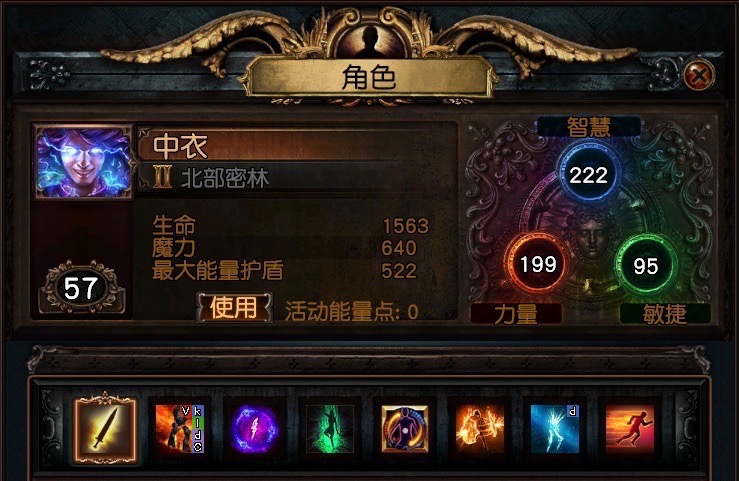 角色
中衣
II 北部密林
57
生命 1563
魔力 640
最大能量护盾 522
使用 活动能量点: 0
智慧
222
199
95
力量
敏捷
V k
l
d
c
d